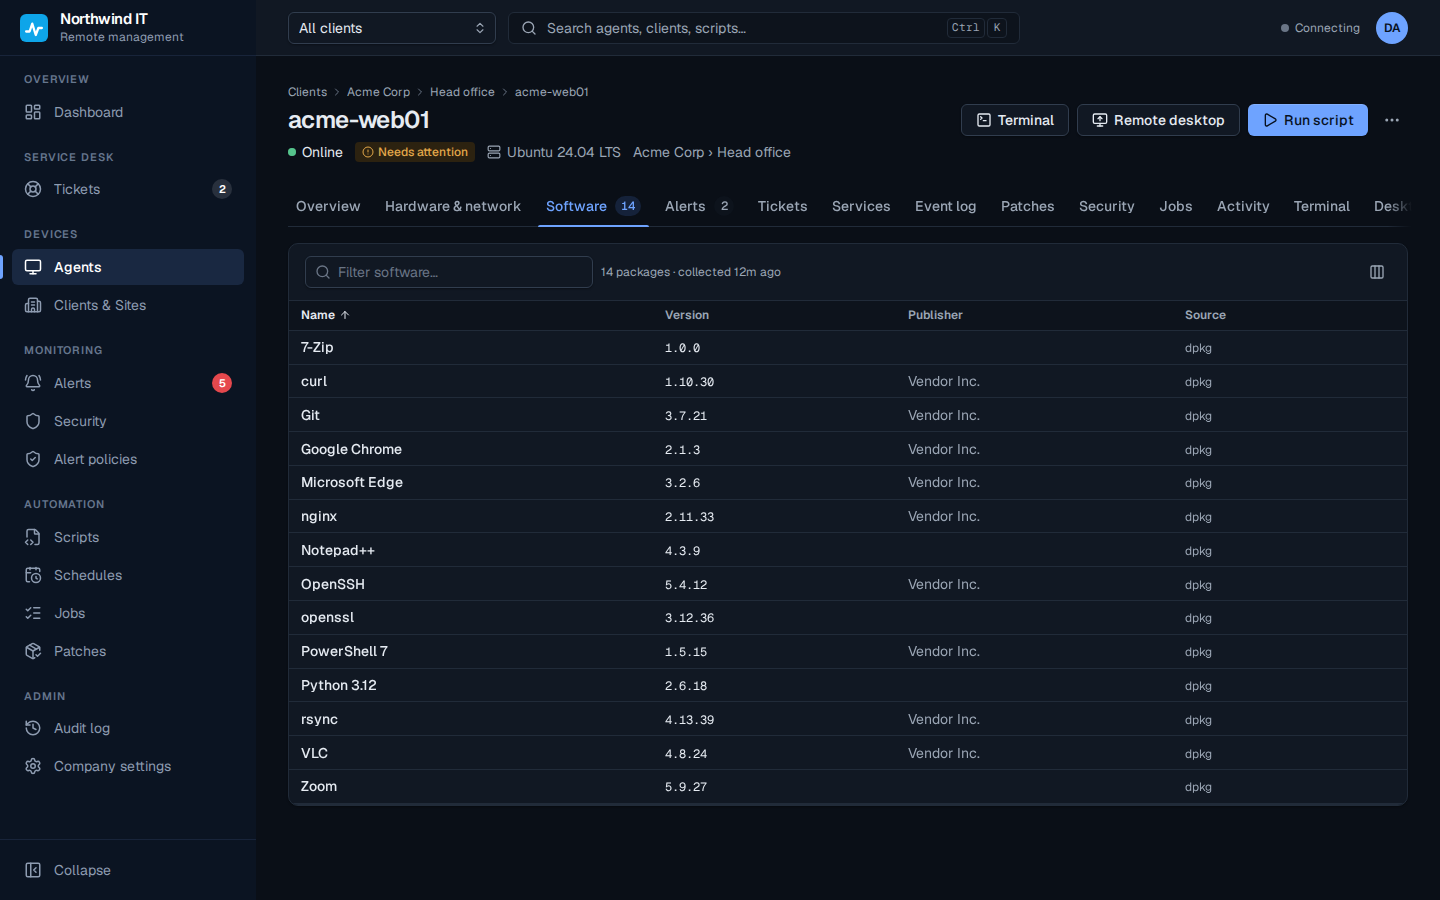 Northwind IT
Remote management
All clients
Search agents, clients, scripts...
Ctrl K
Connecting
DA
OVERVIEW
Dashboard
SERVICE DESK
Tickets 2
DEVICES
Agents
Clients & Sites
MONITORING
Alerts 5
Security
Alert policies
AUTOMATION
Scripts
Schedules
Jobs
Patches
ADMIN
Audit log
Company settings
Collapse
Clients Acme Corp Head office acme-web01
acme-web01
Terminal Remote desktop Run script
Online Needs attention Ubuntu 24.04 LTS Acme Corp › Head office
Overview Hardware & network Software 14 Alerts 2 Tickets Services Event log Patches Security Jobs Activity Terminal Desk
Filter software... 14 packages · collected 12m ago
Name Version Publisher Source
7-Zip 1.0.0 dpkg
curl 1.10.30 Vendor Inc. dpkg
Git 3.7.21 Vendor Inc. dpkg
Google Chrome 2.1.3 Vendor Inc. dpkg
Microsoft Edge 3.2.6 Vendor Inc. dpkg
nginx 2.11.33 Vendor Inc. dpkg
Notepad++ 4.3.9 dpkg
OpenSSH 5.4.12 Vendor Inc. dpkg
openssl 3.12.36 dpkg
PowerShell 7 1.5.15 Vendor Inc. dpkg
Python 3.12 2.6.18 dpkg
rsync 4.13.39 Vendor Inc. dpkg
VLC 4.8.24 Vendor Inc. dpkg
Zoom 5.9.27 dpkg